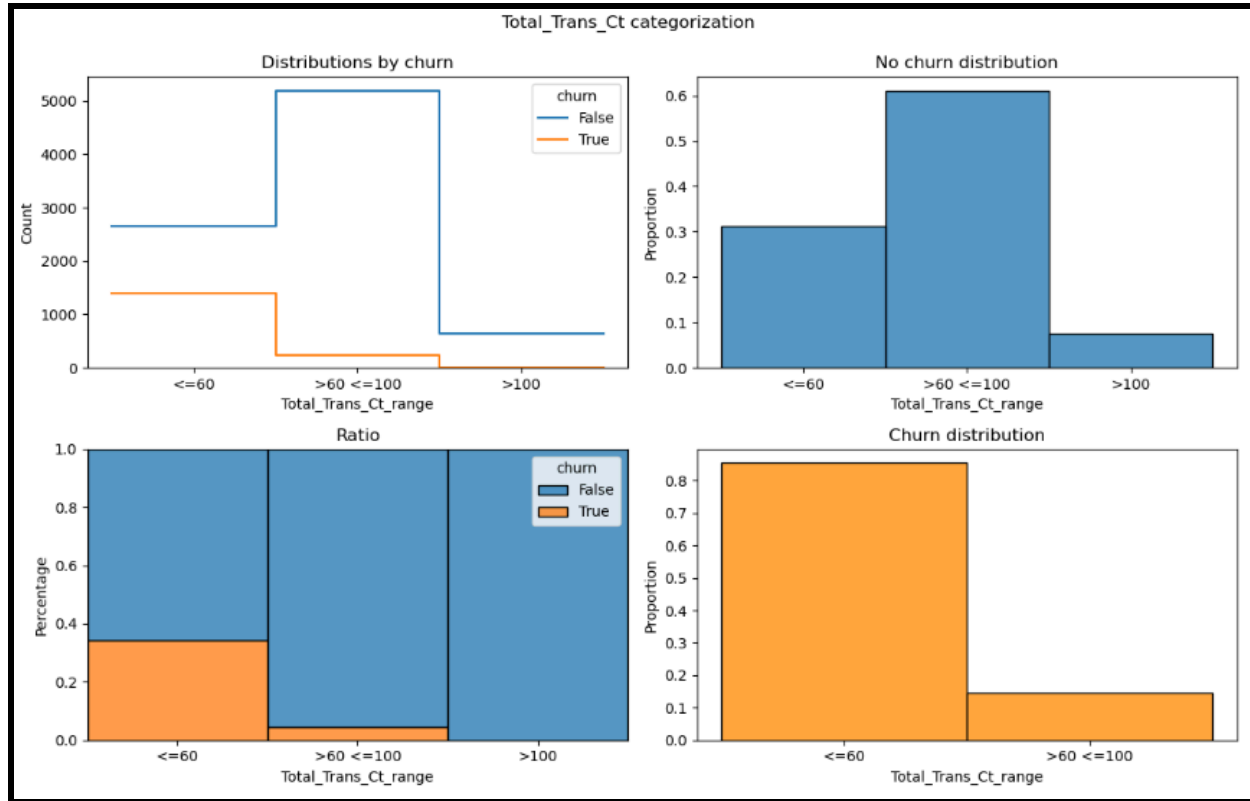 Total_Trans_Ct categorization
Distributions by churn
5000
4000
3000
2000
1000
0
Count
churn
False
True
<=60
>60 <=100
>100
Total_Trans_Ct_range
No churn distribution
0.6
0.5
0.4
0.3
0.2
0.1
0.0
Proportion
<=60
>60 <=100
>100
Total_Trans_Ct_range
Ratio
1.0
0.8
0.6
0.4
0.2
0.0
Percentage
churn
False
True
<=60
>60 <=100
>100
Total_Trans_Ct_range
Churn distribution
0.8
0.7
0.6
0.5
0.4
0.3
0.2
0.1
0.0
Proportion
<=60
>60 <=100
Total_Trans_Ct_range